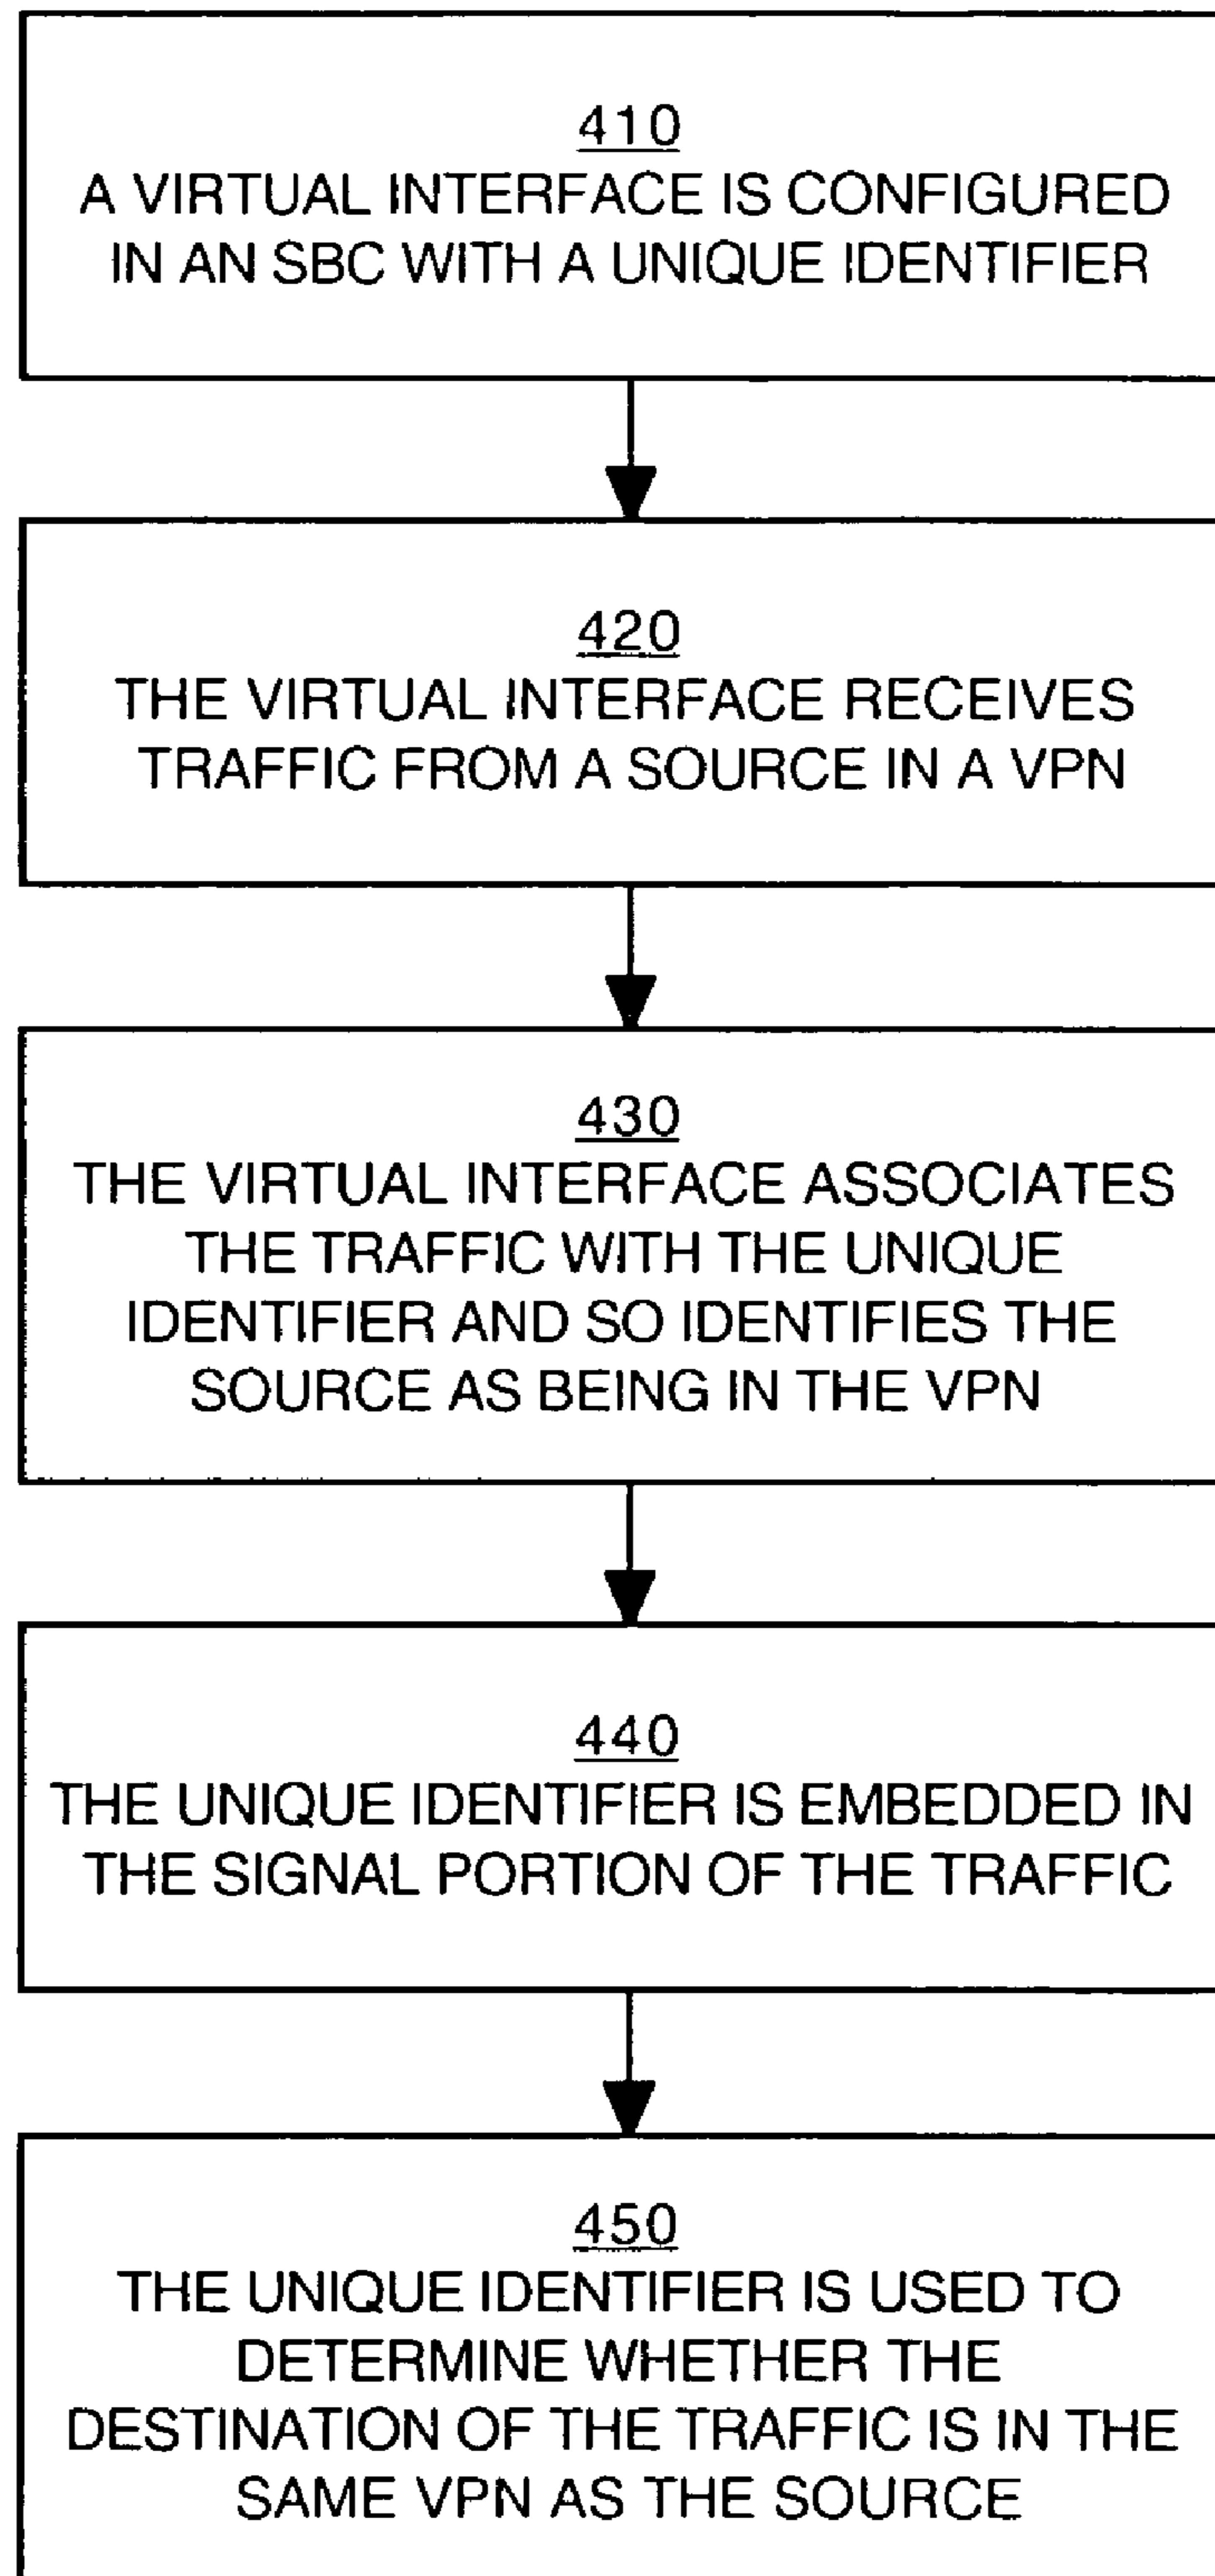 410
A VIRTUAL INTERFACE IS CONFIGURED
IN AN SBC WITH A UNIQUE IDENTIFIER
420
THE VIRTUAL INTERFACE RECEIVES
TRAFFIC FROM A SOURCE IN A VPN
430
THE VIRTUAL INTERFACE ASSOCIATES
THE TRAFFIC WITH THE UNIQUE
IDENTIFIER AND SO IDENTIFIES THE
SOURCE AS BEING IN THE VPN
440
THE UNIQUE IDENTIFIER IS EMBEDDED IN
THE SIGNAL PORTION OF THE TRAFFIC
450
THE UNIQUE IDENTIFIER IS USED TO
DETERMINE WHETHER THE
DESTINATION OF THE TRAFFIC IS IN THE
SAME VPN AS THE SOURCE